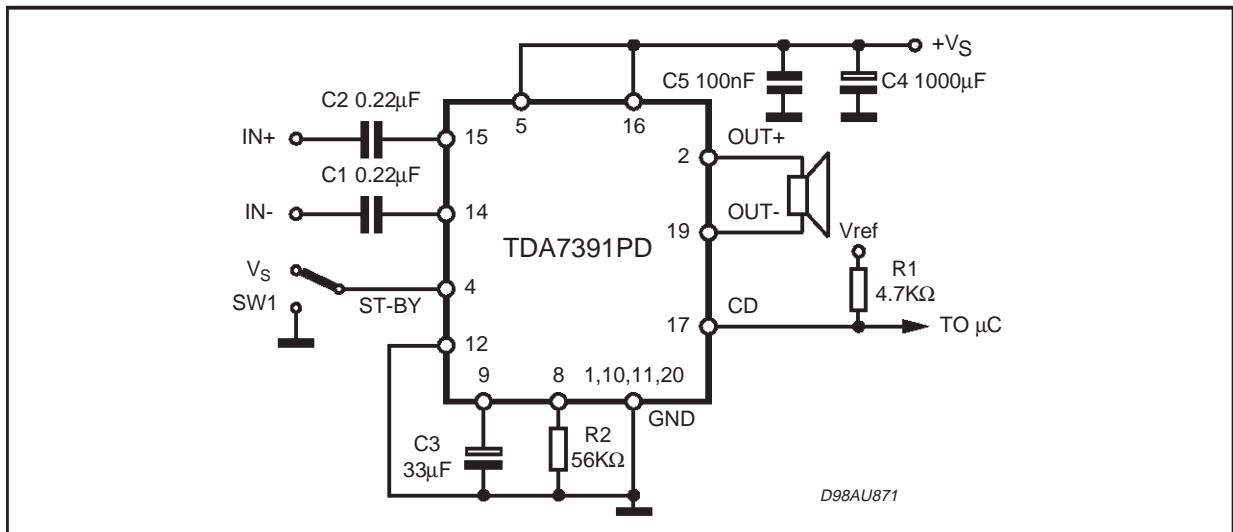 +VS
C5 100nF
C4 1000μF
C2 0.22μF
5
16
IN+
15
OUT+
2
C1 0.22μF
IN-
14
OUT-
19
TDA7391PD
Vref
VS
R1
4.7KΩ
4
SW1
ST-BY
CD
17
TO μC
12
9
8
1,10,11,20
GND
C3
33μF
R2
56KΩ
D98AU871